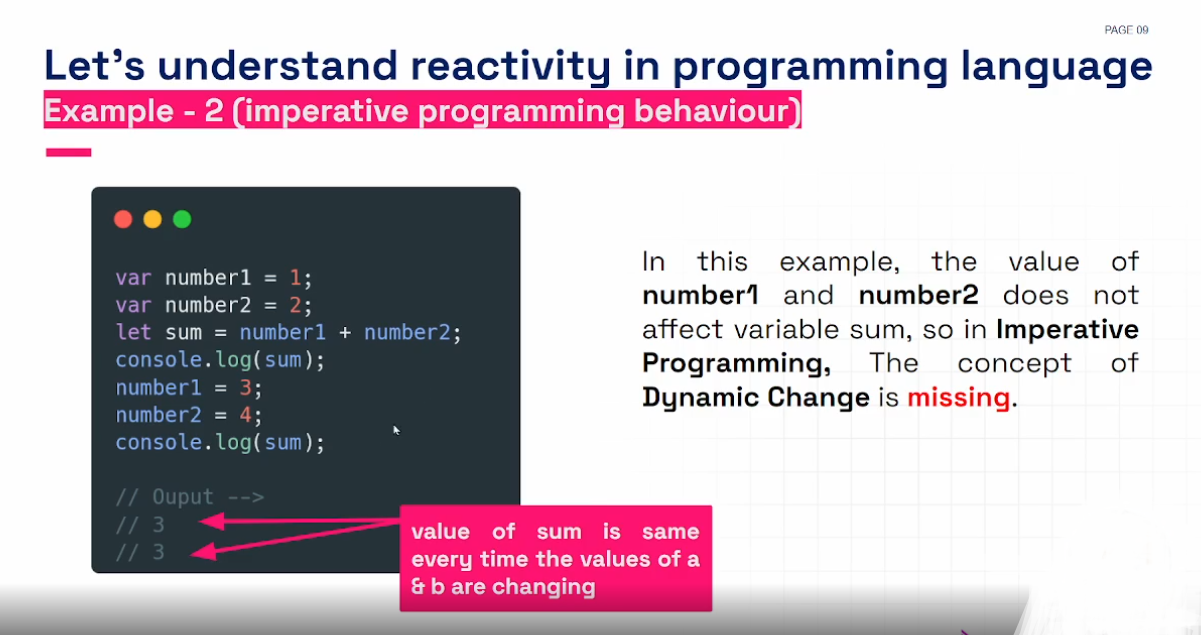 PAGE 09
Let's understand reactivity in programming language
Example - 2 (imperative programming behaviour)
var number1 = 1;
var number2 = 2;
let sum = number1 + number2;
console.log(sum);
number1 = 3;
number2 = 4;
console.log(sum);
// Ouput -->
// 3
// 3
value of sum is same
every time the values of a
& b are changing
In this example, the value of
number1 and number2 does not
affect variable sum, so in Imperative
Programming, The concept of
Dynamic Change is missing.